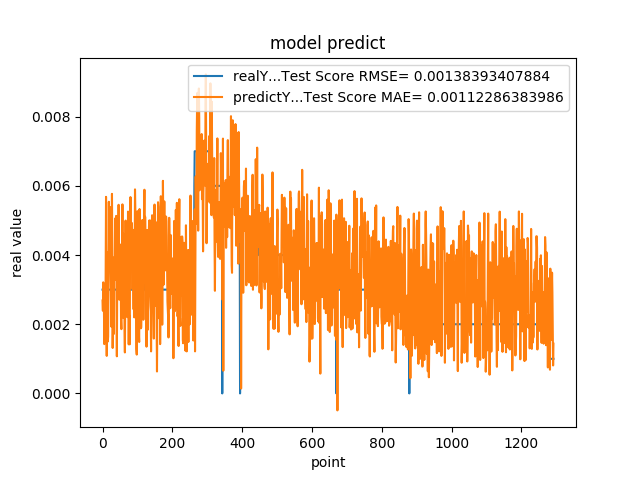 model predict
realY...Test Score RMSE= 0.00138393407884
predictY...Test Score MAE= 0.00112286383986
0.008
0.006
0.004
0.002
0.000
real value
0 200 400 600 800 1000 1200
point